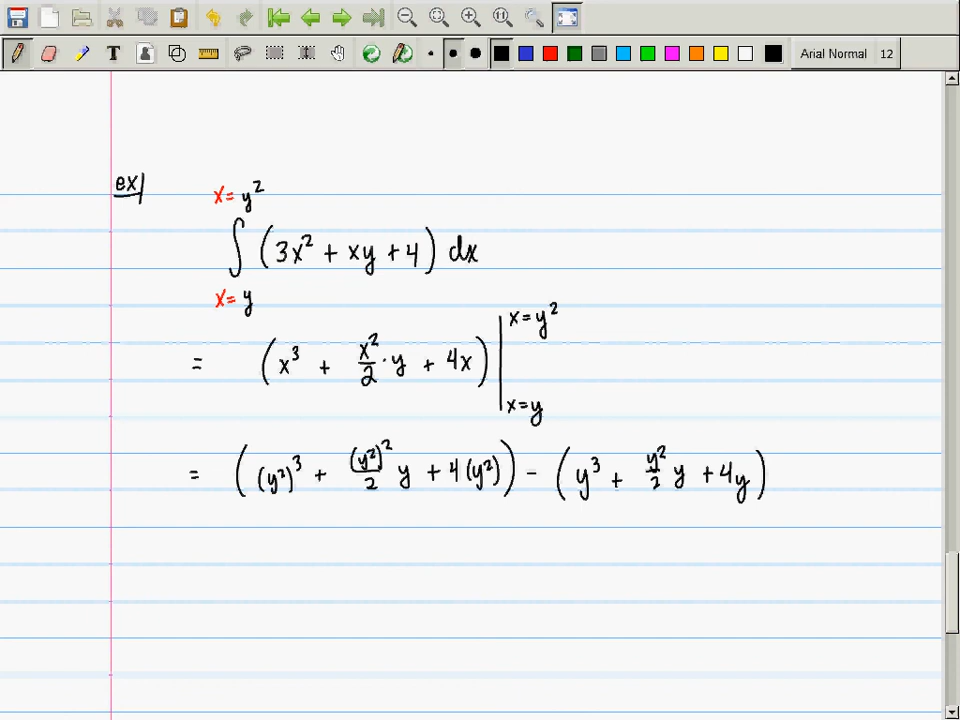 Arial Normal 12
ex)
x= y²
∫ (3x² + xy + 4) dx
x= y
= (x³ + x²/2 · y + 4x) | x=y²
x=y
= ((y²)³ + (y²)²/2 y + 4(y²)) - (y³ + y²/2 y + 4y)